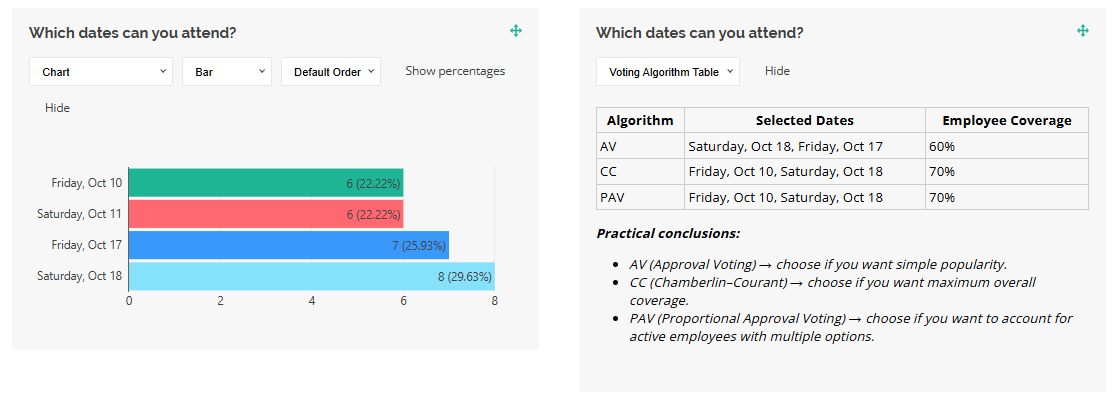 Which dates can you attend?
Chart
Bar
Default Order
Show percentages
Hide
Friday, Oct 10
6 (22.22%)
Saturday, Oct 11
6 (22.22%)
Friday, Oct 17
7 (25.93%)
Saturday, Oct 18
8 (29.63%)
0 2 4 6 8
Which dates can you attend?
Voting Algorithm Table
Hide
Algorithm Selected Dates Employee Coverage
AV Saturday, Oct 18, Friday, Oct 17 60%
CC Friday, Oct 10, Saturday, Oct 18 70%
PAV Friday, Oct 10, Saturday, Oct 18 70%
Practical conclusions:
• AV (Approval Voting) → choose if you want simple popularity.
• CC (Chamberlin–Courant) → choose if you want maximum overall
coverage.
• PAV (Proportional Approval Voting) → choose if you want to account for
active employees with multiple options.